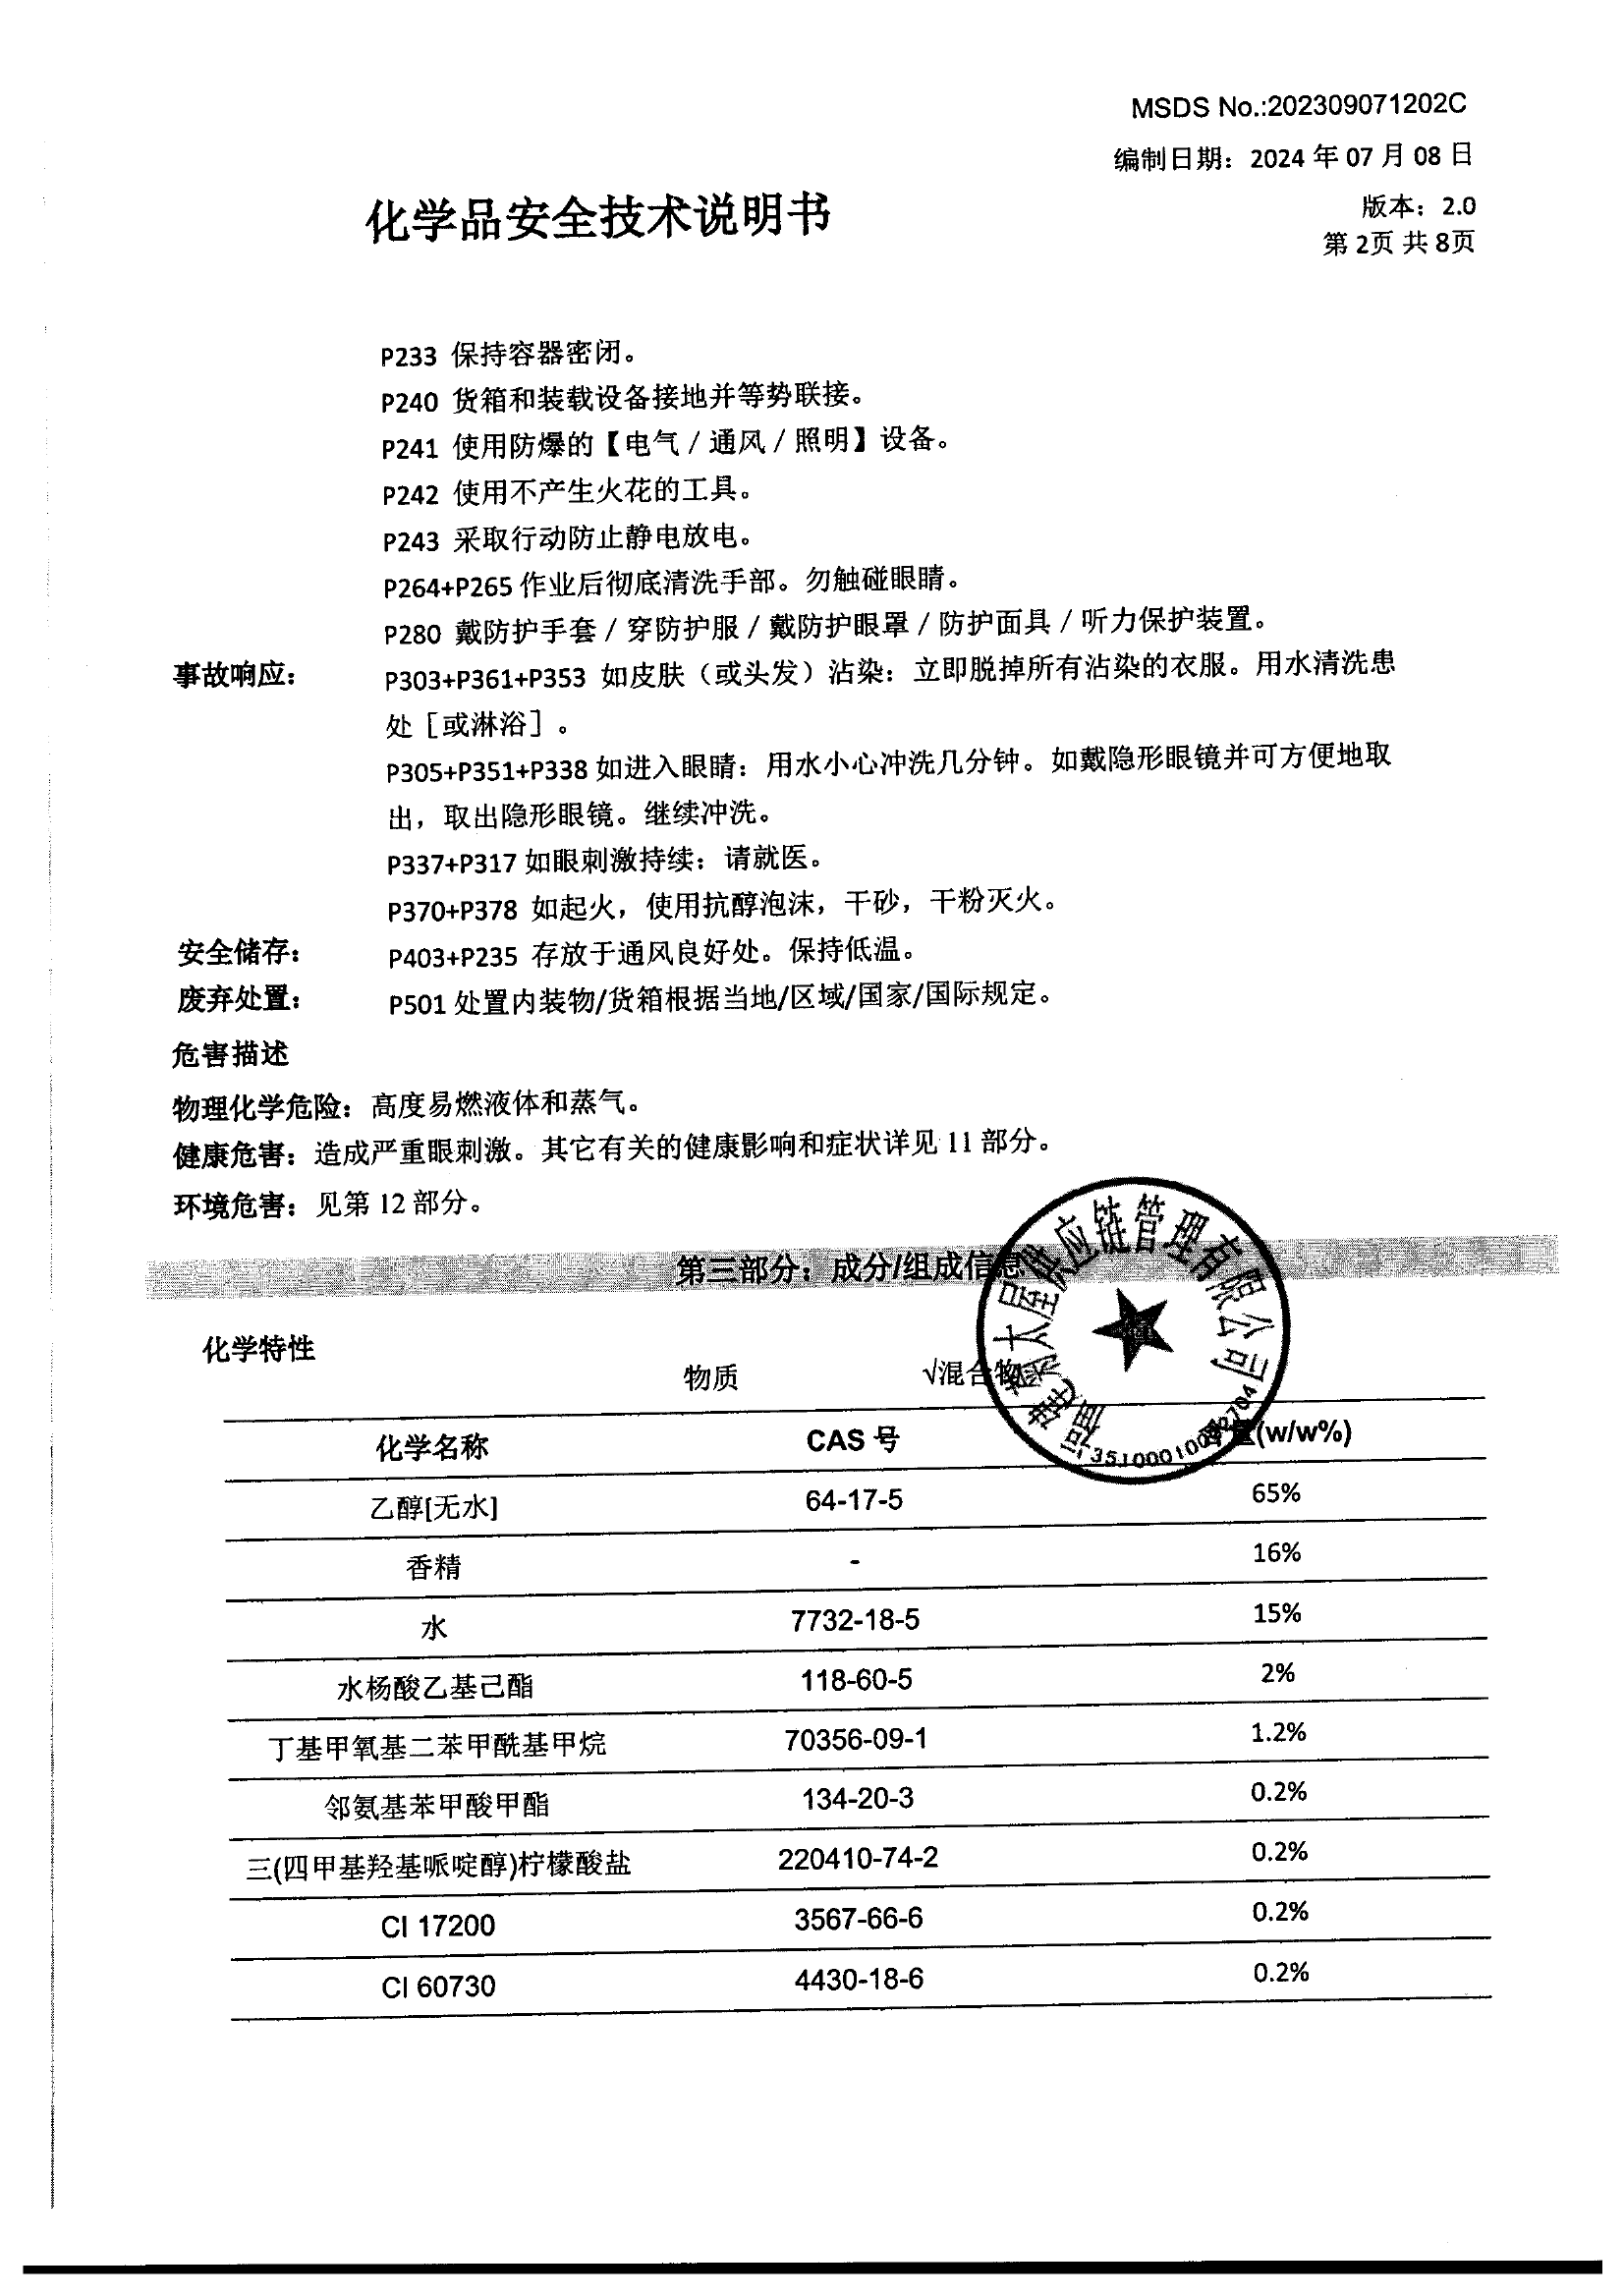 MSDS No.:202309071202C
编制日期：2024 年 07 月 08 日
版本：2.0
第 2页 共 8页
化学品安全技术说明书
P233 保持容器密闭。
P240 货箱和装载设备接地并等势联接。
P241 使用防爆的【电气 / 通风 / 照明】设备。
P242 使用不产生火花的工具。
P243 采取行动防止静电放电。
P264+P265 作业后彻底清洗手部。勿触碰眼睛。
P280 戴防护手套 / 穿防护服 / 戴防护眼罩 / 防护面具 / 听力保护装置。
事故响应： P303+P361+P353 如皮肤（或头发）沾染：立即脱掉所有沾染的衣服。用水清洗患
处［或淋浴］。
P305+P351+P338 如进入眼睛：用水小心冲洗几分钟。如戴隐形眼镜并可方便地取
出，取出隐形眼镜。继续冲洗。
P337+P317 如眼刺激持续：请就医。
P370+P378 如起火，使用抗醇泡沫，干砂，干粉灭火。
安全储存： P403+P235 存放于通风良好处。保持低温。
废弃处置： P501 处置内装物/货箱根据当地/区域/国家/国际规定。
危害描述
物理化学危险：高度易燃液体和蒸气。
健康危害：造成严重眼刺激。其它有关的健康影响和症状详见 11 部分。
环境危害：见第 12 部分。
第三部分：成分/组成信息
供应链管理有限公司
化学特性
物质 √混合物
化学名称 CAS 号 量(w/w%)
乙醇[无水] 64-17-5 65%
香精 - 16%
水 7732-18-5 15%
水杨酸乙基己酯 118-60-5 2%
丁基甲氧基二苯甲酰基甲烷 70356-09-1 1.2%
邻氨基苯甲酸甲酯 134-20-3 0.2%
三(四甲基羟基哌啶醇)柠檬酸盐 220410-74-2 0.2%
CI 17200 3567-66-6 0.2%
CI 60730 4430-18-6 0.2%